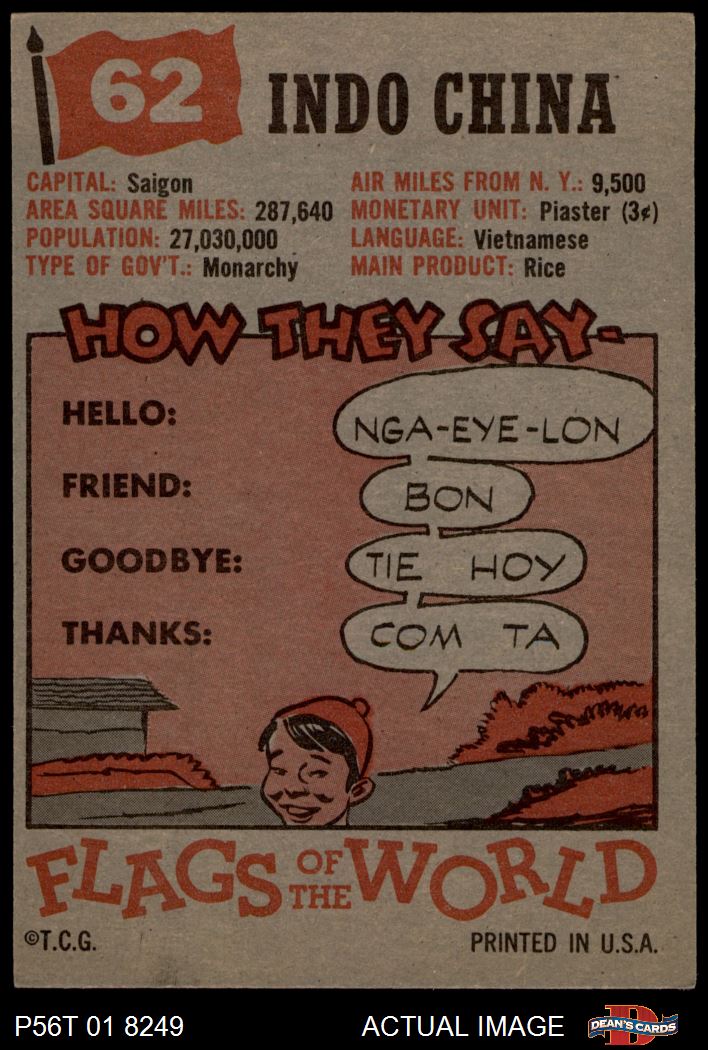 62 INDO CHINA
CAPITAL: Saigon
AREA SQUARE MILES: 287,640
POPULATION: 27,030,000
TYPE OF GOV'T.: Monarchy
AIR MILES FROM N. Y.: 9,500
MONETARY UNIT: Piaster (3¢)
LANGUAGE: Vietnamese
MAIN PRODUCT: Rice
HOW THEY SAY-
HELLO: NGA-EYE-LON
FRIEND: BON
GOODBYE: TIE HOY
THANKS: COM TA
FLAGS OF THE WORLD
©T.C.G. PRINTED IN U.S.A.
P56T 01 8249 ACTUAL IMAGE D DEAN'S CARDS